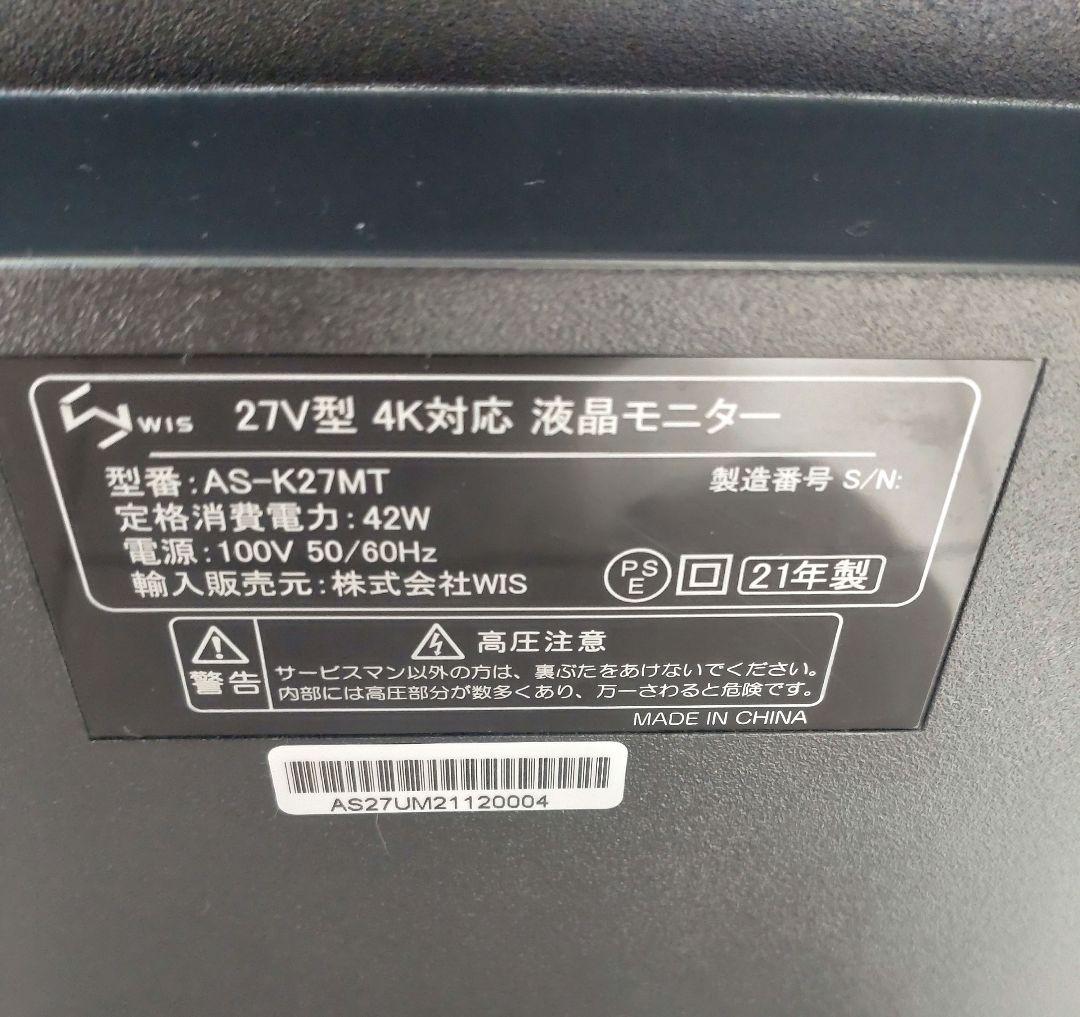 WIS 27V型 4K対応 液晶モニター
型番:AS-K27MT 製造番号 S/N:
定格消費電力:42W
電源:100V 50/60Hz
輸入販売元:株式会社WIS PSE 21年製
警告
高圧注意
サービスマン以外の方は、裏ぶたをあけないでください。
内部には高圧部分が数多くあり、万一さわると危険です。
MADE IN CHINA
AS27UM21120004